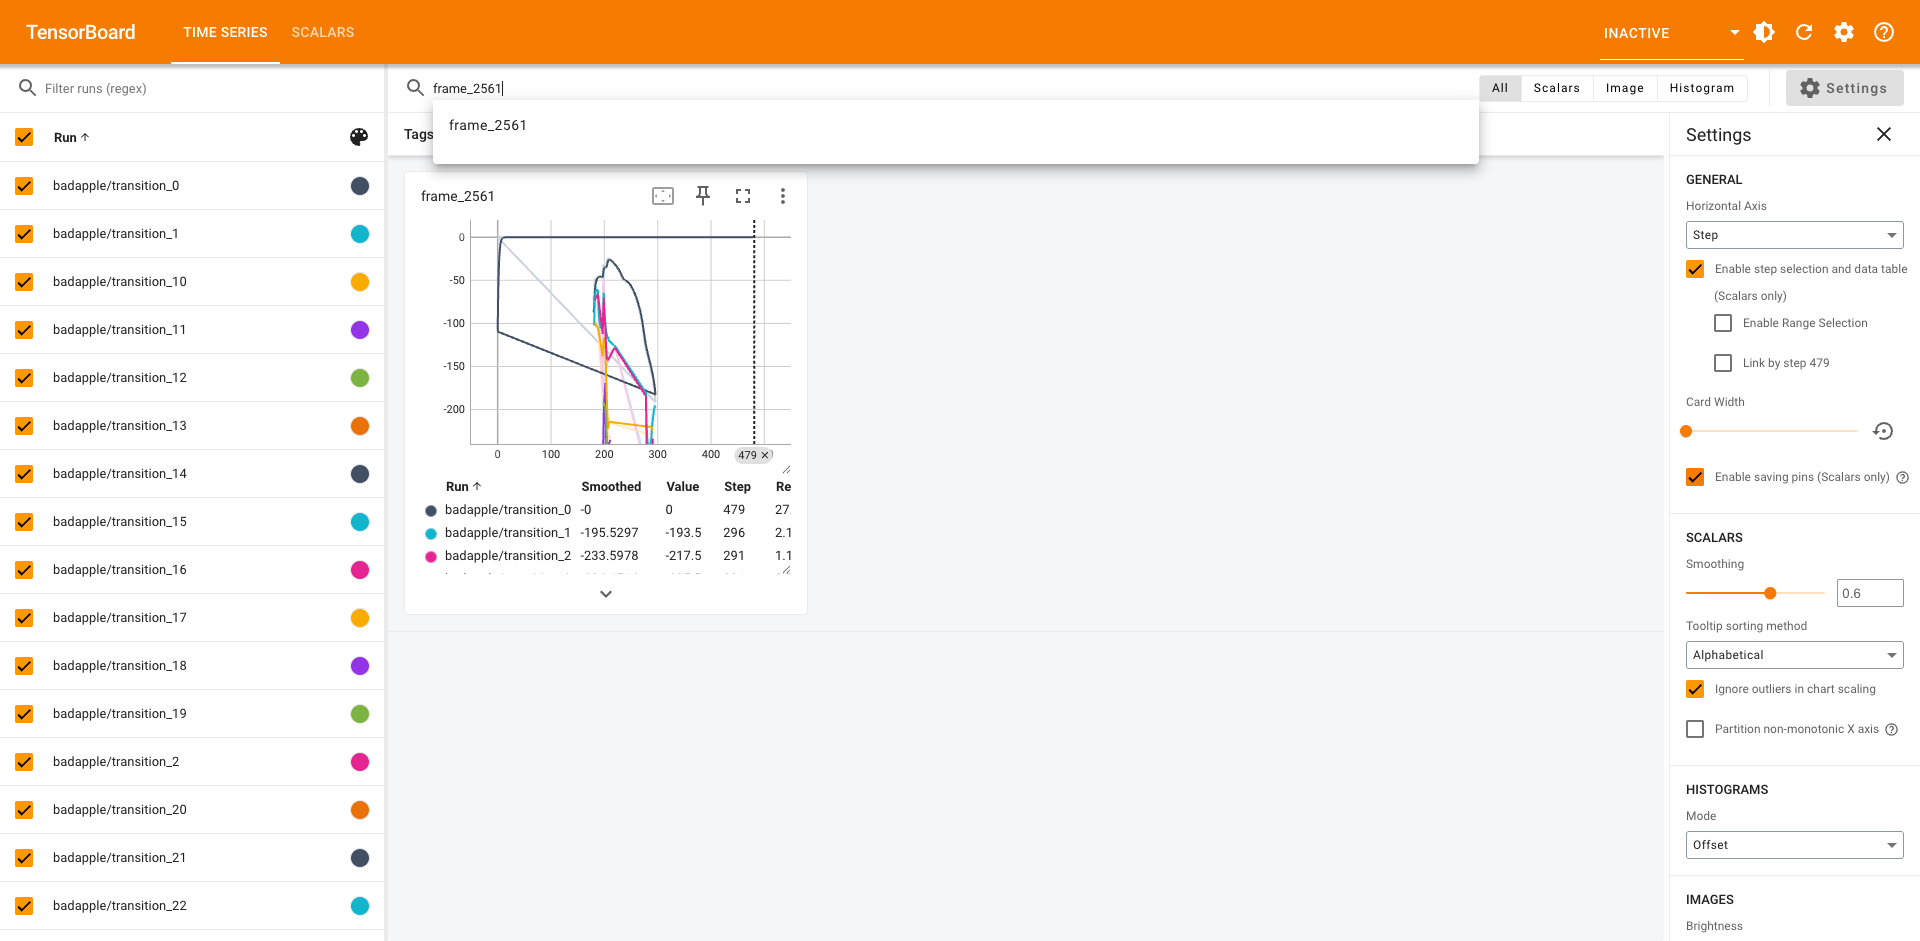 TensorBoard TIME SERIES SCALARS INACTIVE
Filter runs (regex)
frame_2561
All Scalars Image Histogram Settings
frame_2561
Run
Tags
Settings
badapple/transition_0
badapple/transition_1
badapple/transition_10
badapple/transition_11
badapple/transition_12
badapple/transition_13
badapple/transition_14
badapple/transition_15
badapple/transition_16
badapple/transition_17
badapple/transition_18
badapple/transition_19
badapple/transition_2
badapple/transition_20
badapple/transition_21
badapple/transition_22
frame_2561
0
-50
-100
-150
-200
0 100 200 300 400 479
Run Smoothed Value Step Re
badapple/transition_0 -0 0 479 27.
badapple/transition_1 -195.5297 -193.5 296 2.1
badapple/transition_2 -233.5978 -217.5 291 1.1
GENERAL
Horizontal Axis
Step
Enable step selection and data table
(Scalars only)
Enable Range Selection
Link by step 479
Card Width
Enable saving pins (Scalars only)
SCALARS
Smoothing
0.6
Tooltip sorting method
Alphabetical
Ignore outliers in chart scaling
Partition non-monotonic X axis
HISTOGRAMS
Mode
Offset
IMAGES
Brightness